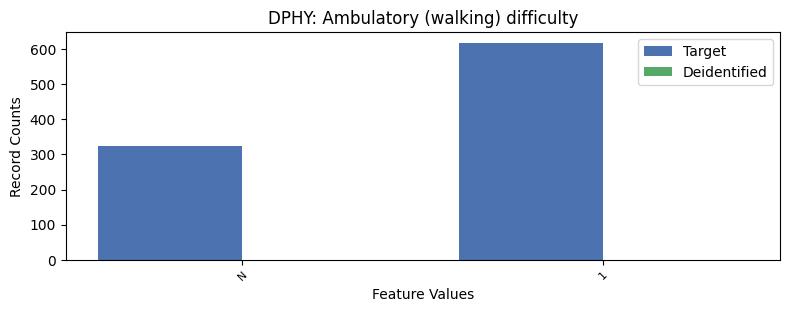 DPHY: Ambulatory (walking) difficulty
Target
Deidentified
Record Counts
600
500
400
300
200
100
0
N
1
Feature Values